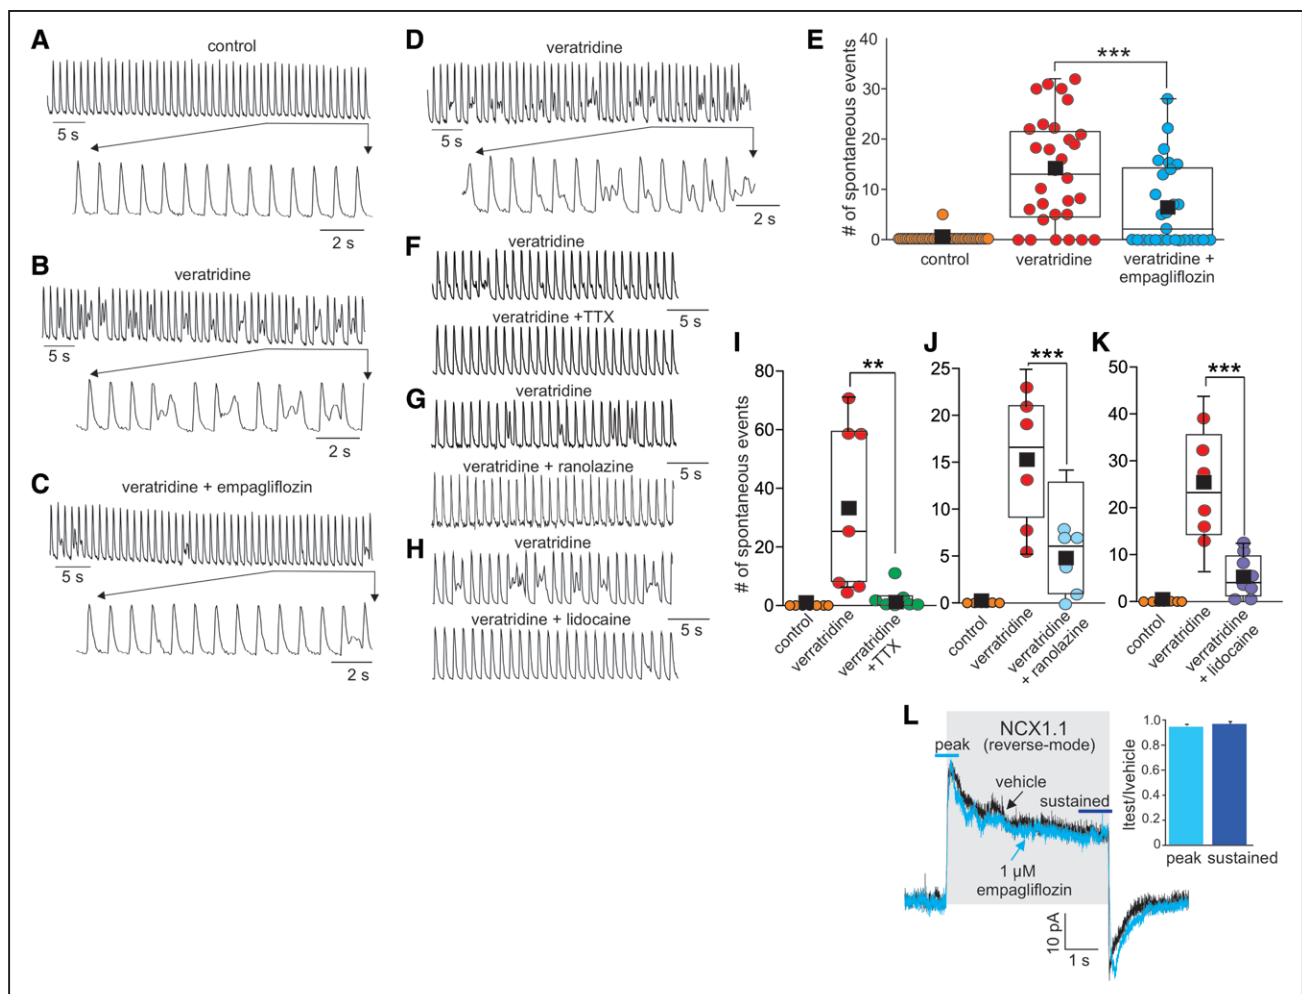 A
control
5 s
2 s
B
veratridine
5 s
2 s
C
veratridine + empagliflozin
5 s
2 s
D
veratridine
5 s
2 s
F
veratridine
5 s
veratridine +TTX
G
veratridine
5 s
veratridine + ranolazine
H
veratridine
5 s
veratridine + lidocaine
E
# of spontaneous events
40
30
20
10
0
***
control
veratridine
veratridine +
empagliflozin
I
# of spontaneous events
80
60
40
20
0
**
control
verratridine
verratridine
+TTX
J
25
20
15
10
5
0
***
control
verratridine
verratridine
+ ranolazine
K
50
40
30
20
10
0
***
control
verratridine
verratridine
+ lidocaine
L
NCX1.1
(reverse-mode)
peak
vehicle
sustained
1 µM
empagliflozin
10 pA
1 s
Itest/Ivehicle
1.0
0.8
0.6
0.4
0.2
0
peak
sustained